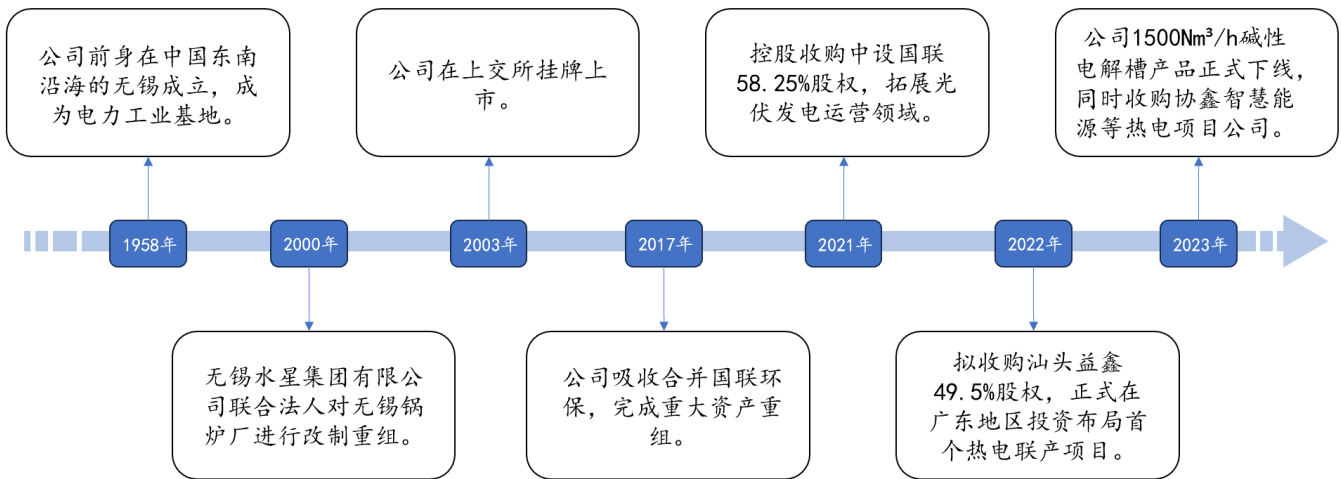 公司前身在中国东南
沿海的无锡成立，成
为电力工业基地。
公司在上交所挂牌上
市。
控股收购中设国联
58.25%股权，拓展光
伏发电运营领域。
公司1500Nm³/h碱性
电解槽产品正式下线，
同时收购协鑫智慧能
源等热电项目公司。
1958年
2000年
2003年
2017年
2021年
2022年
2023年
无锡水星集团有限公
司联合法人对无锡锅
炉厂进行改制重组。
公司吸收合并国联环
保，完成重大资产重
组。
拟收购汕头益鑫
49.5%股权，正式在
广东地区投资布局首
个热电联产项目。